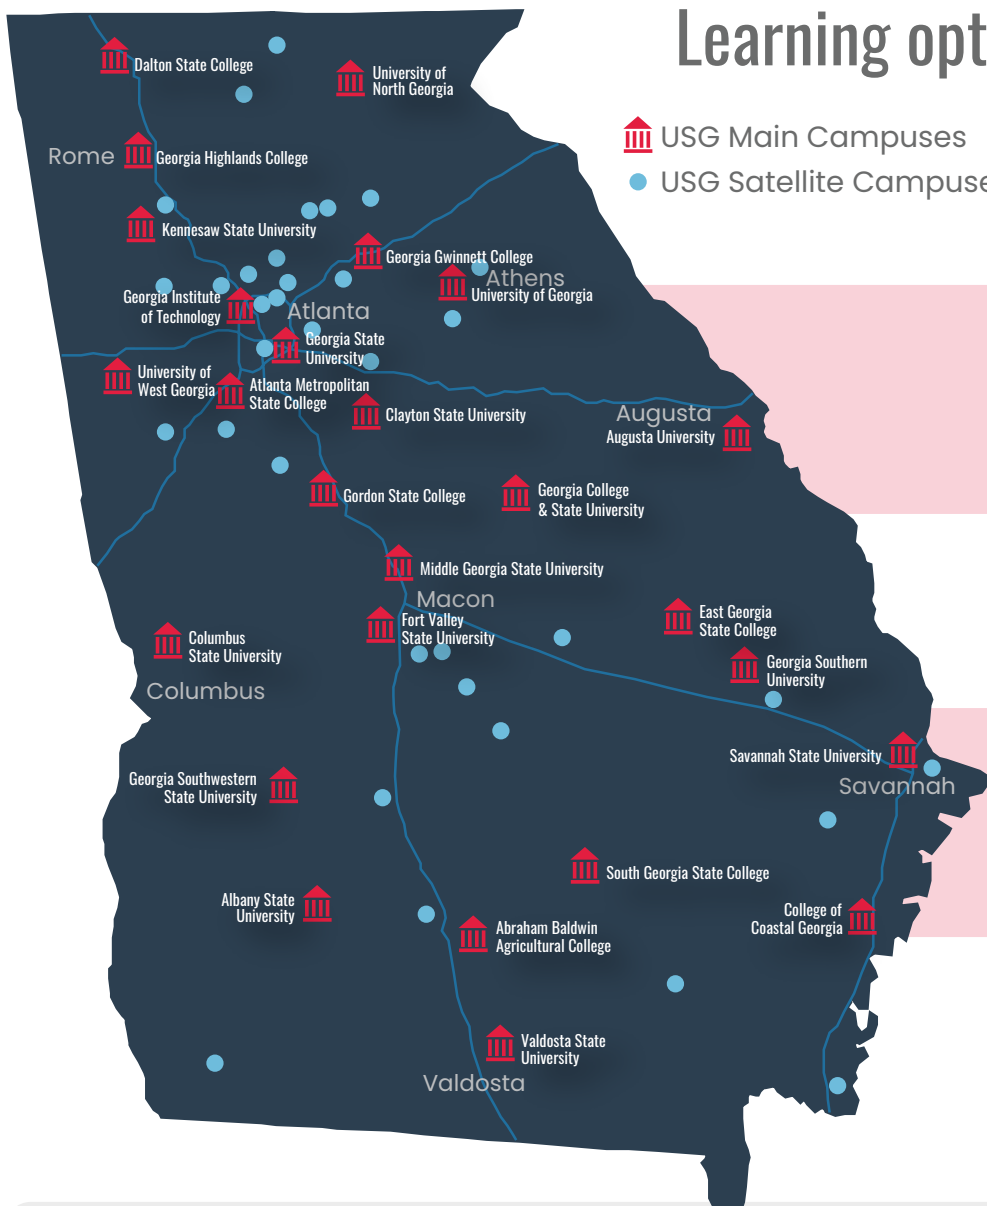 Learning opt
USG Main Campuses
USG Satellite Campuse
Dalton State College
University of
North Georgia
Rome
Georgia Highlands College
Kennesaw State University
Georgia Gwinnett College
Athens
University of Georgia
Georgia Institute
of Technology
Atlanta
Georgia State
University
University of
West Georgia
Atlanta Metropolitan
State College
Clayton State University
Augusta
Augusta University
Gordon State College
Georgia College
& State University
Middle Georgia State University
Macon
Fort Valley
State University
East Georgia
State College
Columbus
State University
Georgia Southern
University
Columbus
Savannah State University
Savannah
Georgia Southwestern
State University
South Georgia State College
Albany State
University
College of
Coastal Georgia
Abraham Baldwin
Agricultural College
Valdosta State
University
Valdosta